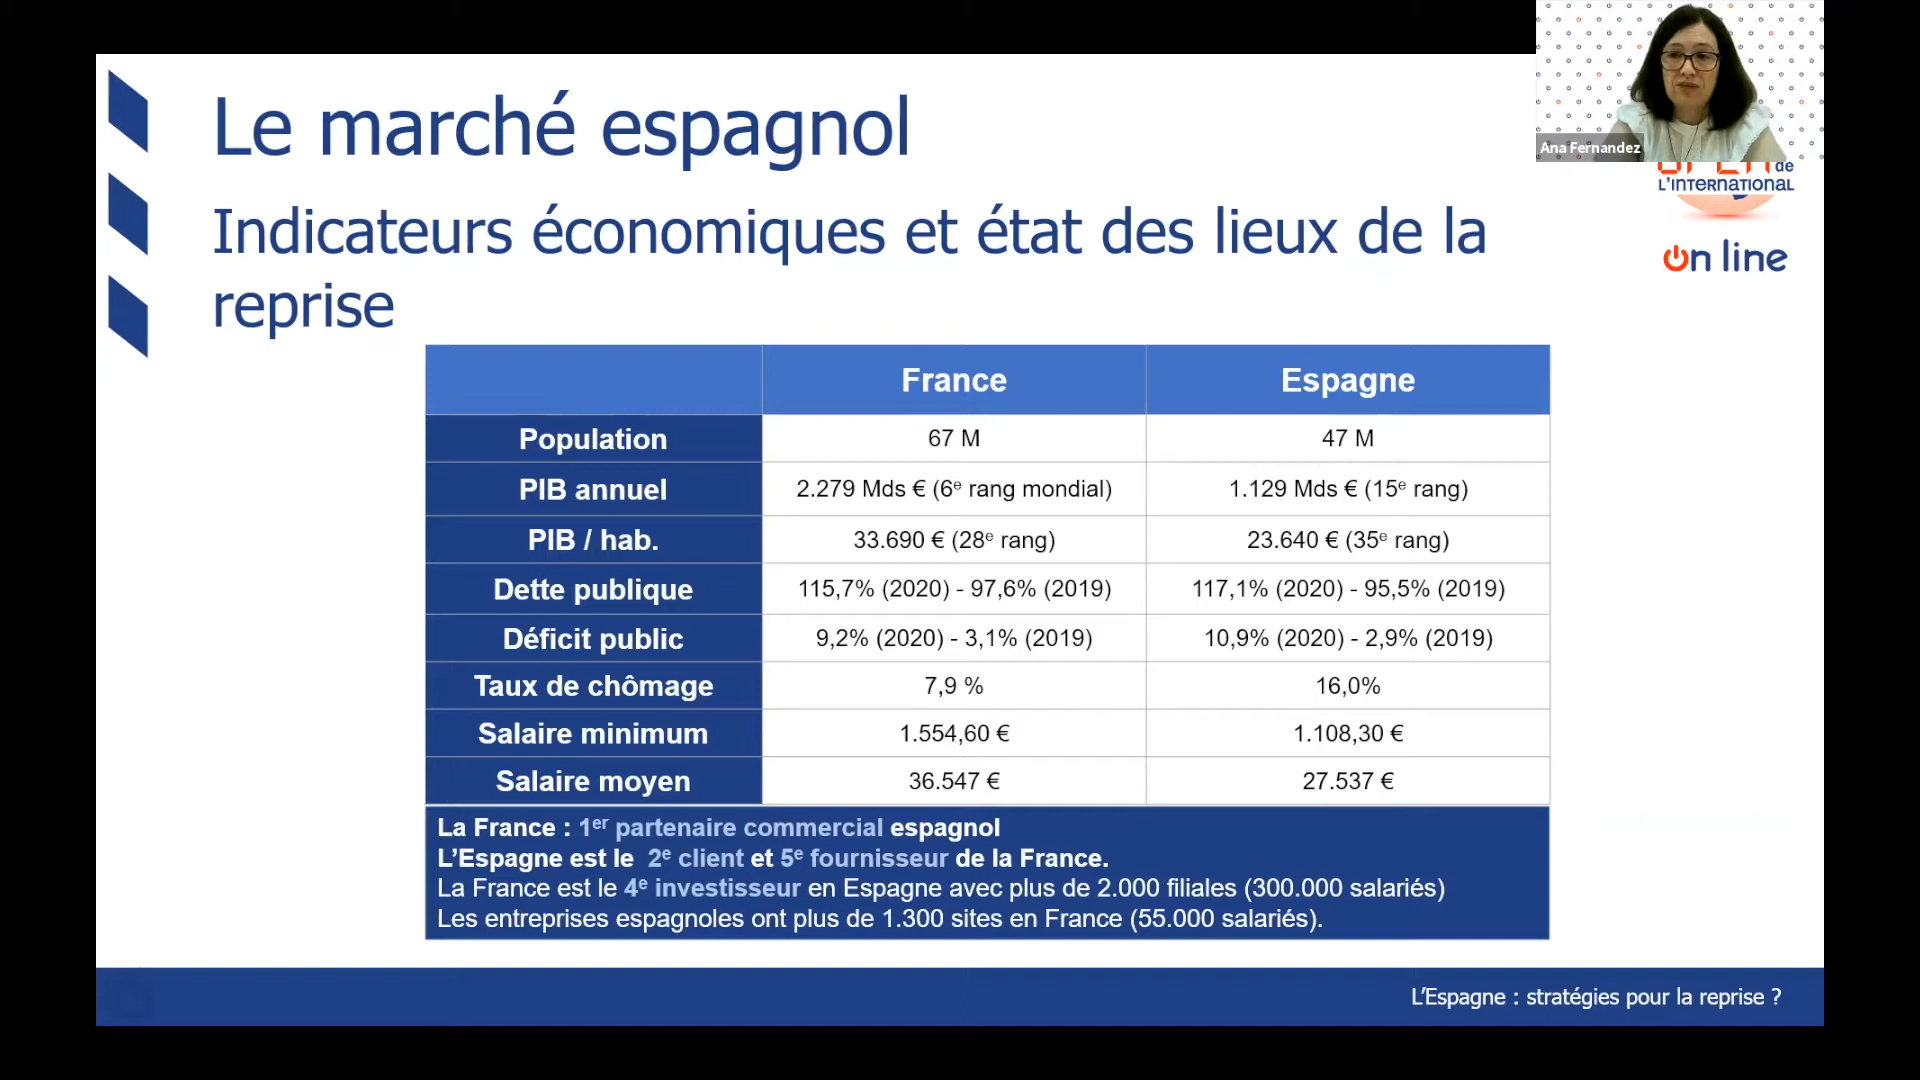 Le marché espagnol
Indicateurs économiques et état des lieux de la
reprise
Ana Fernandez
de
L'INTERNATIONAL
on line
France Espagne
Population 67 M 47 M
PIB annuel 2.279 Mds € (6e rang mondial) 1.129 Mds € (15e rang)
PIB / hab. 33.690 € (28e rang) 23.640 € (35e rang)
Dette publique 115,7% (2020) - 97,6% (2019) 117,1% (2020) - 95,5% (2019)
Déficit public 9,2% (2020) - 3,1% (2019) 10,9% (2020) - 2,9% (2019)
Taux de chômage 7,9 % 16,0%
Salaire minimum 1.554,60 € 1.108,30 €
Salaire moyen 36.547 € 27.537 €
La France : 1er partenaire commercial espagnol
L'Espagne est le 2e client et 5e fournisseur de la France.
La France est le 4e investisseur en Espagne avec plus de 2.000 filiales (300.000 salariés)
Les entreprises espagnoles ont plus de 1.300 sites en France (55.000 salariés).
L'Espagne : stratégies pour la reprise ?